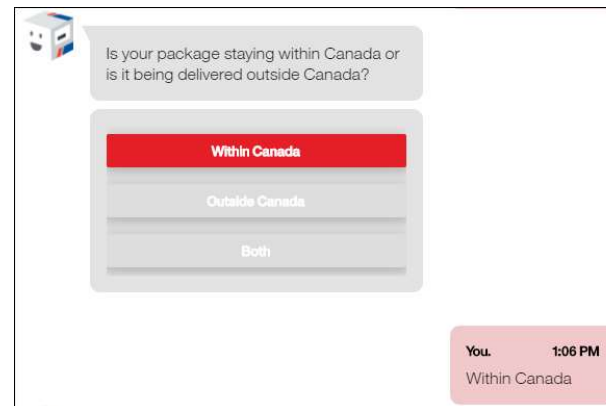 Is your package staying within Canada or
is it being delivered outside Canada?
Within Canada
Outside Canada
Both
You. 1:06 PM
Within Canada